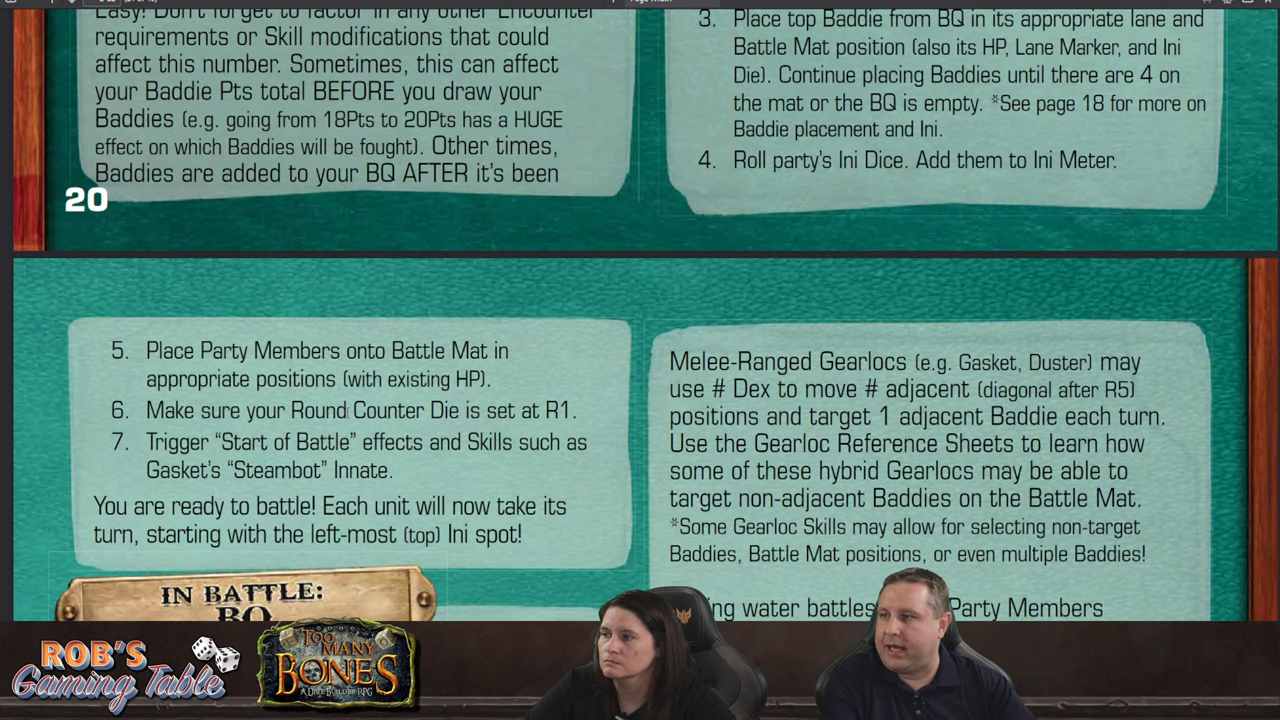 Easy! Don't forget to factor in any other Encounter
requirements or Skill modifications that could
affect this number. Sometimes, this can affect
your Baddie Pts total BEFORE you draw your
Baddies (e.g. going from 18Pts to 20Pts has a HUGE
effect on which Baddies will be fought). Other times,
Baddies are added to your BQ AFTER it's been
20
3. Place top Baddie from BQ in its appropriate lane and
Battle Mat position (also its HP, Lane Marker, and Ini
Die). Continue placing Baddies until there are 4 on
the mat or the BQ is empty. *See page 18 for more on
Baddie placement and Ini.
4. Roll party's Ini Dice. Add them to Ini Meter.
5. Place Party Members onto Battle Mat in
appropriate positions (with existing HP).
6. Make sure your Round Counter Die is set at R1.
7. Trigger “Start of Battle” effects and Skills such as
Gasket's “Steambot” Innate.
You are ready to battle! Each unit will now take its
turn, starting with the left-most (top) Ini spot!
IN BATTLE:
BQ
Melee-Ranged Gearlocs (e.g. Gasket, Duster) may
use # Dex to move # adjacent (diagonal after R5)
positions and target 1 adjacent Baddie each turn.
Use the Gearloc Reference Sheets to learn how
some of these hybrid Gearlocs may be able to
target non-adjacent Baddies on the Battle Mat.
*Some Gearloc Skills may allow for selecting non-target
Baddies, Battle Mat positions, or even multiple Baddies!
water battles Party Members
ROB'S
Gaming Table
TOO
MANY
BONES
A DICE BUILDER RPG